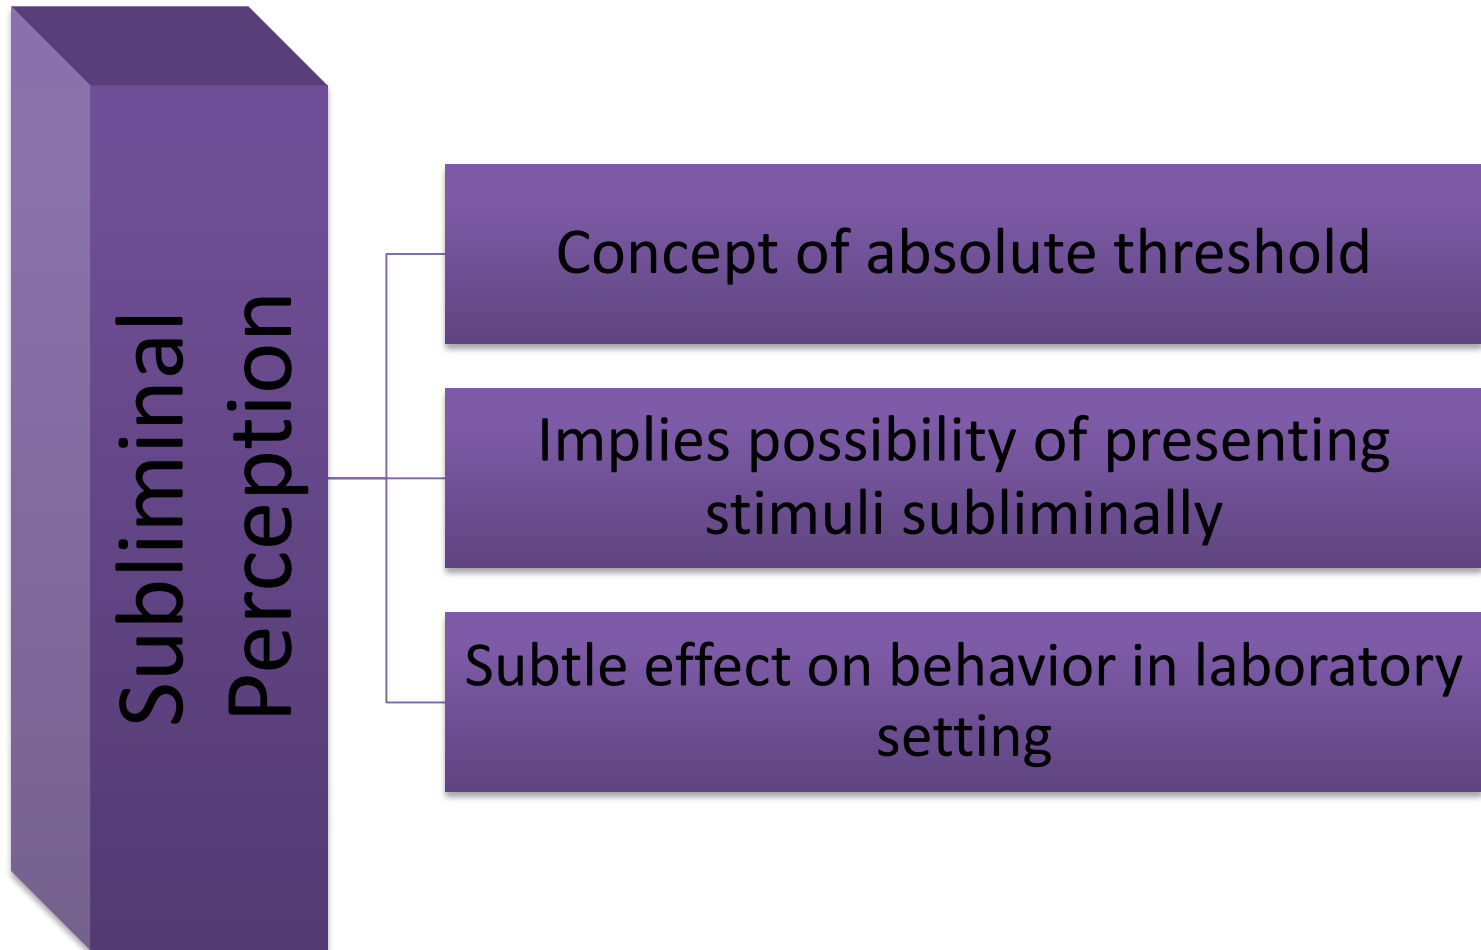 Subliminal
Perception
Concept of absolute threshold
Implies possibility of presenting
stimuli subliminally
Subtle effect on behavior in laboratory
setting